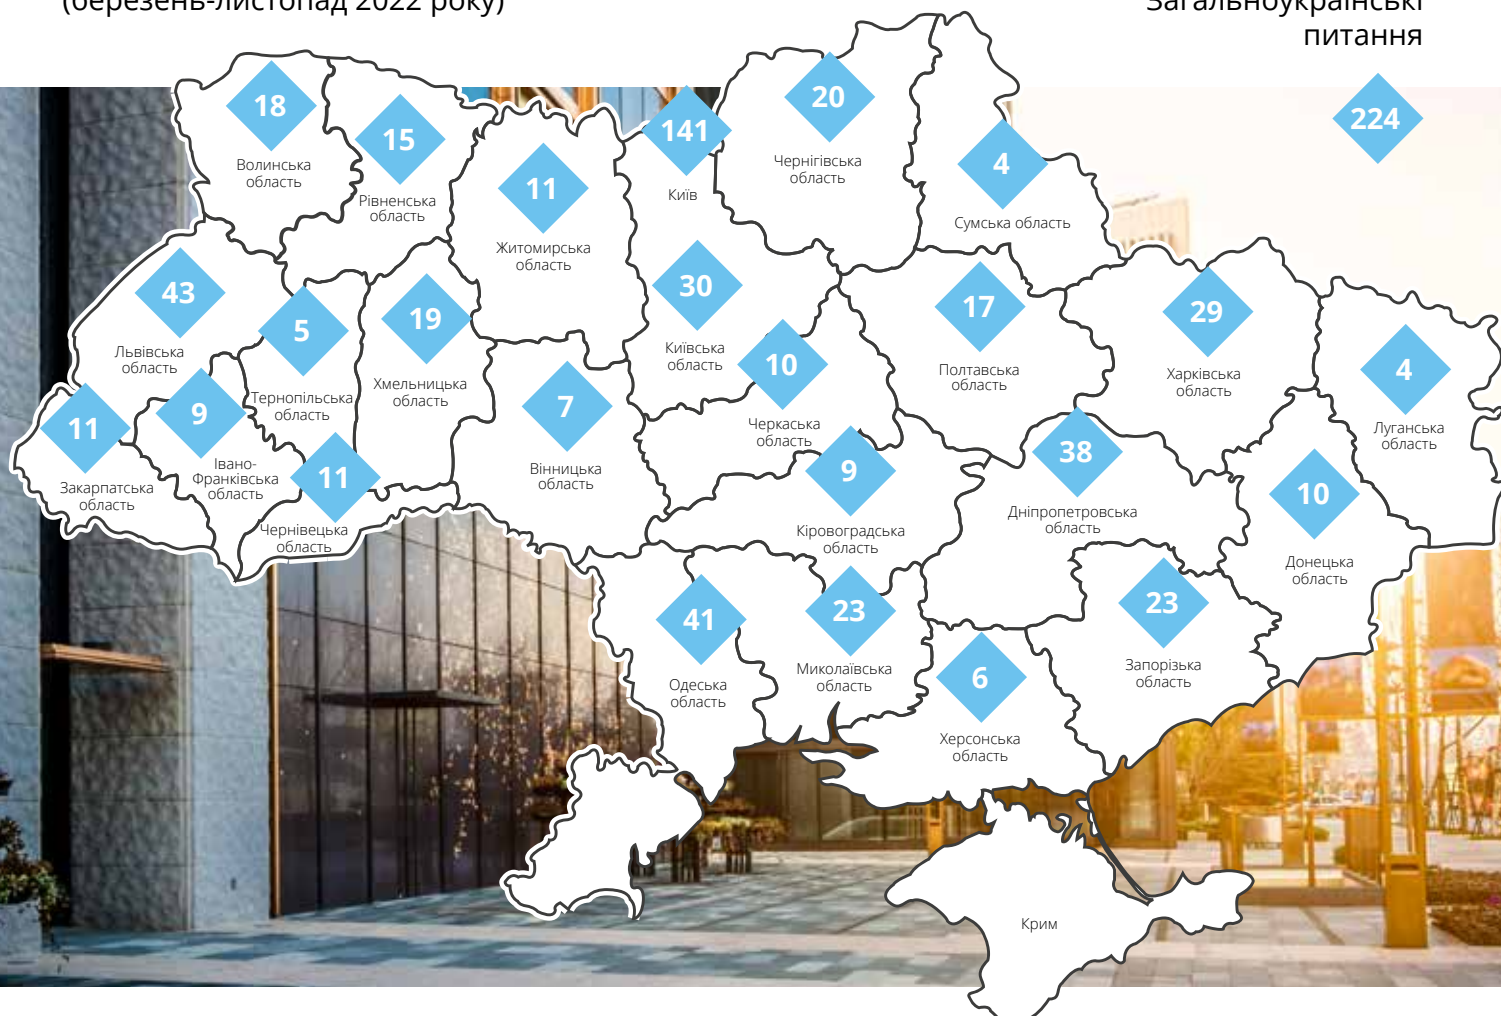 (березень-листопад 2022 року)
Загальноукраїнські
питання
224
18
Волинська
область
15
Рівненська
область
11
Житомирська
область
141
Київ
20
Чернігівська
область
4
Сумська область
43
Львівська
область
5
Тернопільська
область
19
Хмельницька
область
30
Київська
область
10
Черкаська
область
17
Полтавська
область
29
Харківська
область
4
Луганська
область
11
Закарпатська
область
9
Івано-
Франківська
область
11
Чернівецька
область
7
Вінницька
область
9
Кіровоградська
область
38
Дніпропетровська
область
10
Донецька
область
41
Одеська
область
23
Миколаївська
область
6
Херсонська
область
23
Запорізька
область
Крим